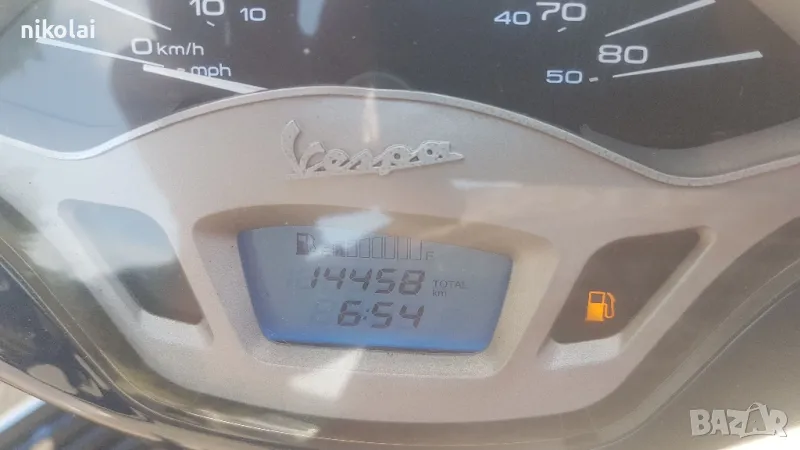 nikolai
10 10
0 km/h
mph
40 70
80
50
Vespa
F
14458 TOTAL km
6:54
BAZAR